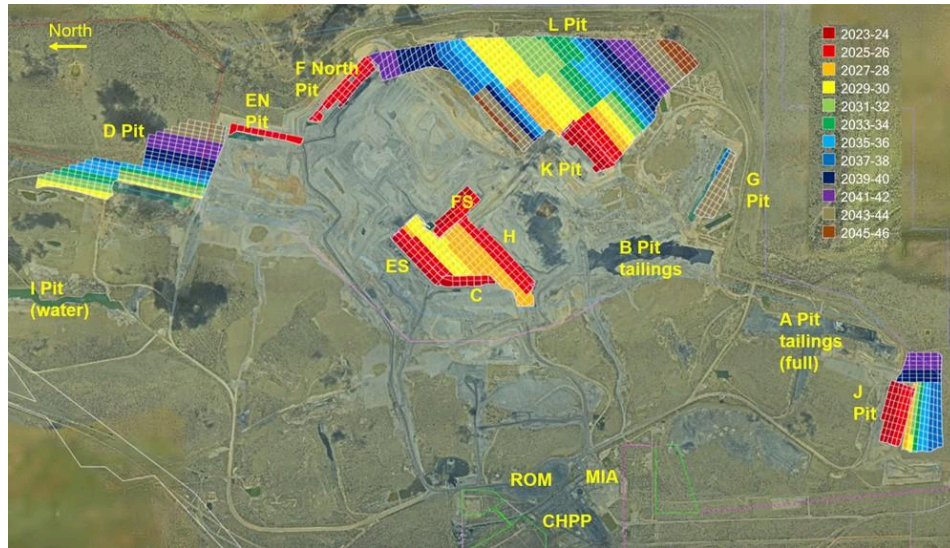 North
L Pit
F North
Pit
EN
Pit
D Pit
K Pit
G
Pit
FS
H
ES
C
B Pit
tailings
I Pit
(water)
A Pit
tailings
(full)
J
Pit
ROM
MIA
CHPP
2023-24
2025-26
2027-28
2029-30
2031-32
2033-34
2035-36
2037-38
2039-40
2041-42
2043-44
2045-46